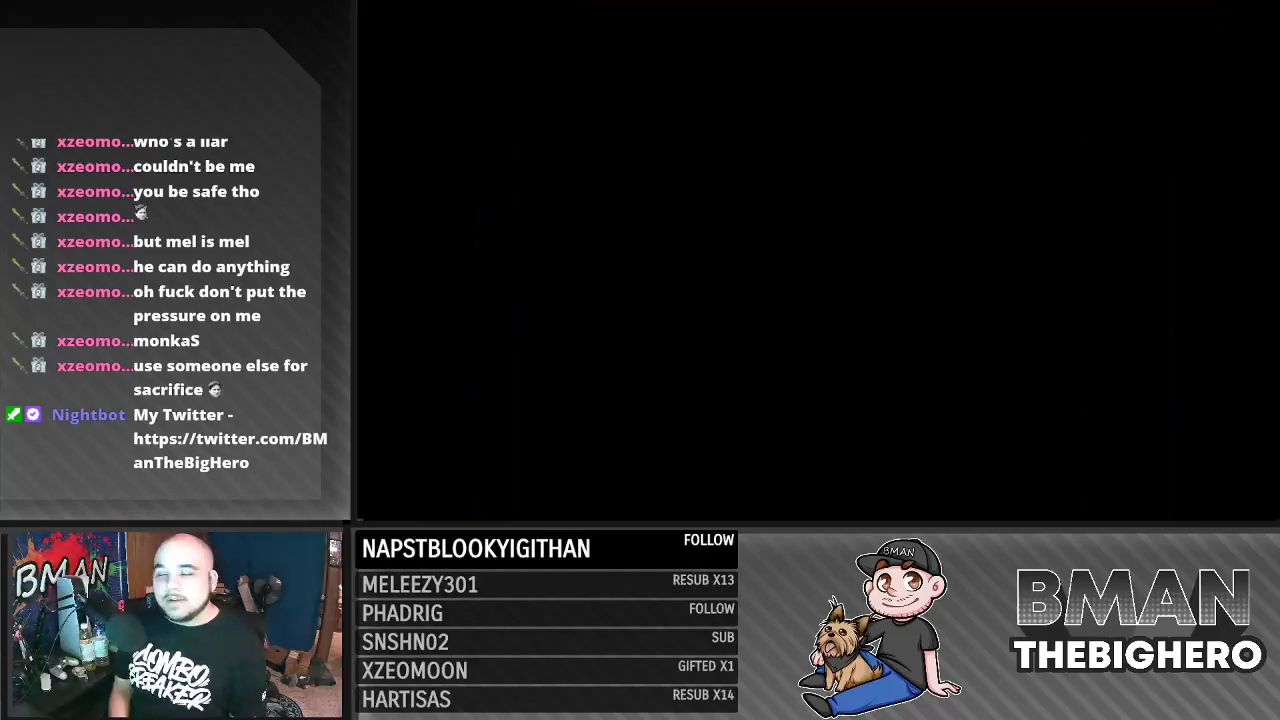 xzeomo...who's a liar
xzeomo...couldn't be me
xzeomo...you be safe tho
xzeomo...
xzeomo...but mel is mel
xzeomo...he can do anything
xzeomo...oh fuck don't put the
pressure on me
xzeomo...monkaS
xzeomo...use someone else for
sacrifice
Nightbot My Twitter -
https://twitter.com/BM
anTheBigHero
BMAN
COMBO
BREAKER
NAPSTBLOOKYIGITHAN FOLLOW
MELEEZY301 RESUB X13
PHADRIG FOLLOW
SNSHN02 SUB
XZEOMOON GIFTED X1
HARTISAS RESUB X14
BMAN
BMAN
THEBIGHERO